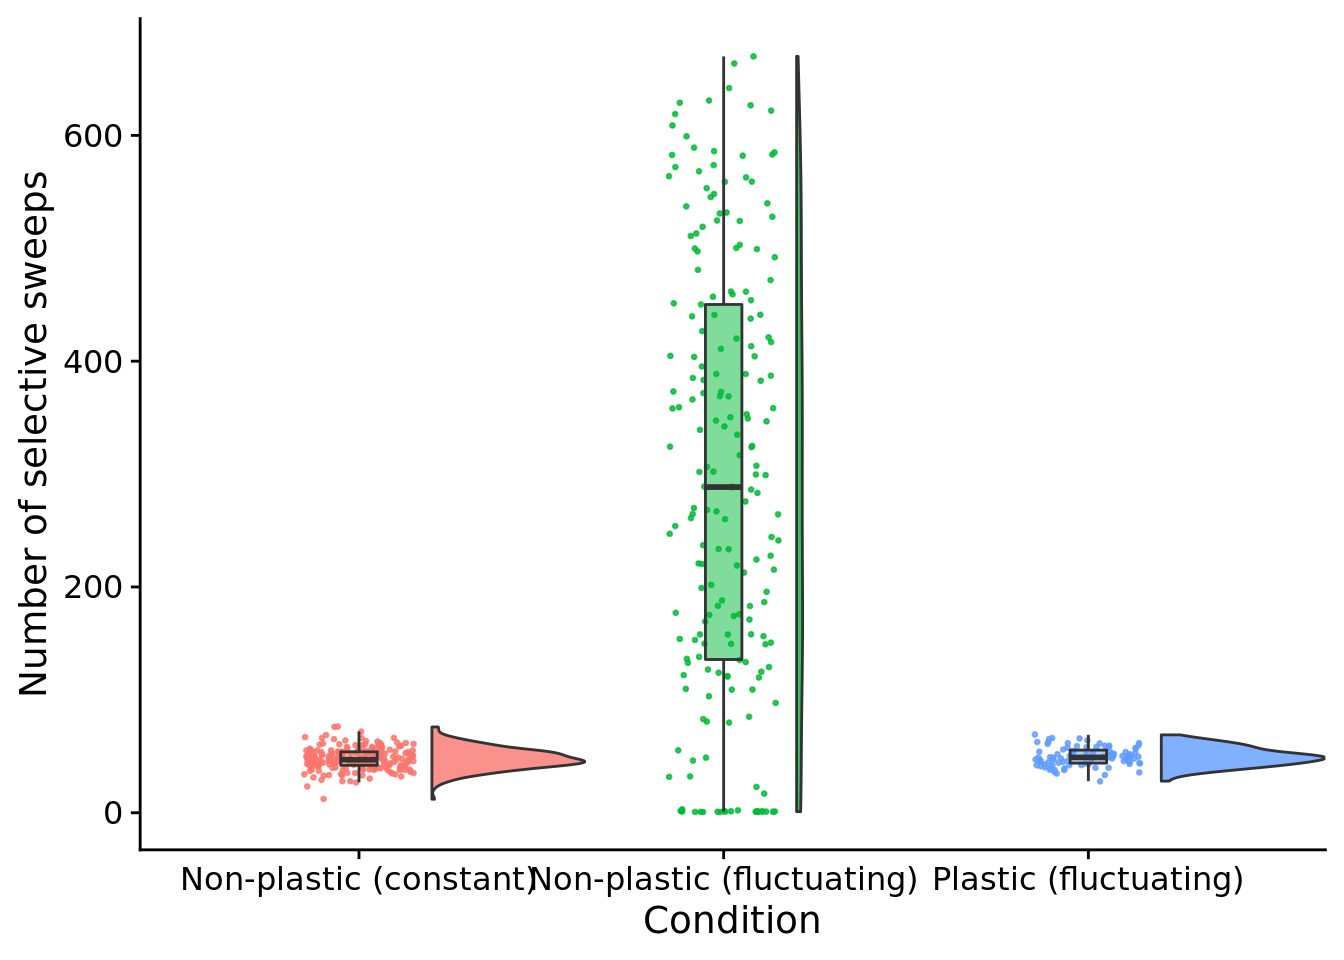 Number of selective sweeps
600
400
200
0
Non-plastic (constant)
Non-plastic (fluctuating)
Plastic (fluctuating)
Condition